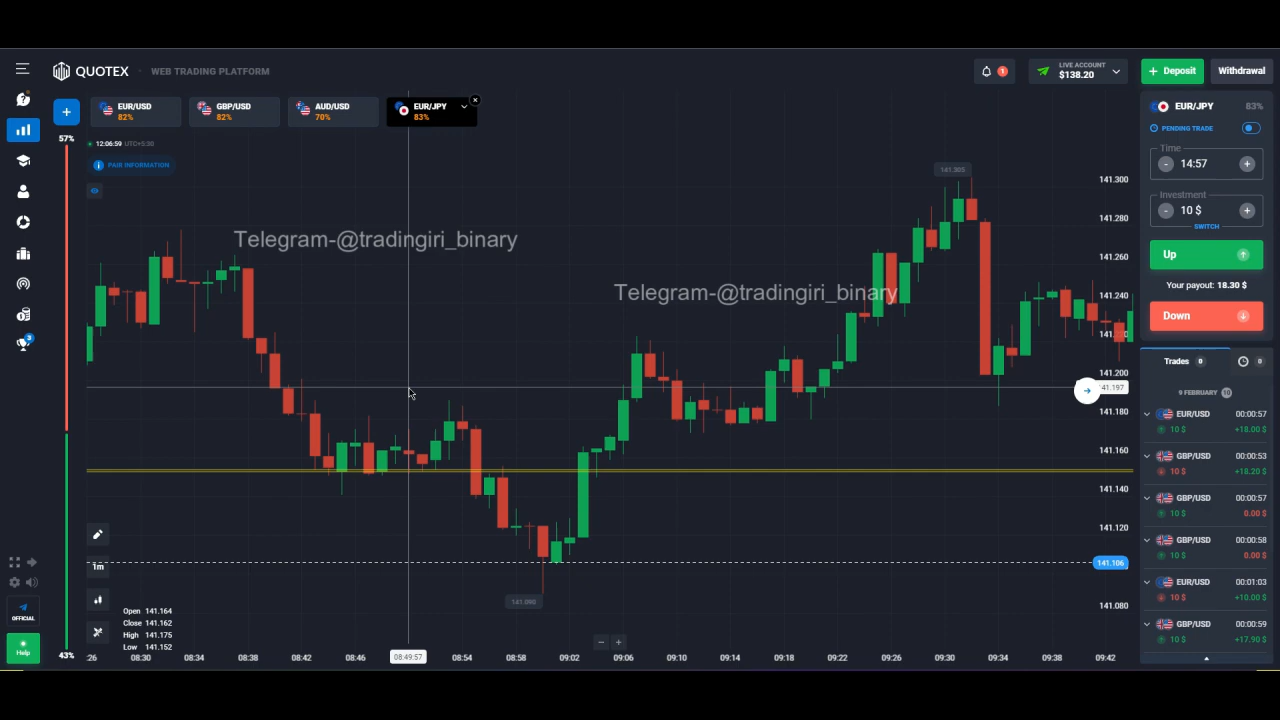 QUOTEX
WEB TRADING PLATFORM
1
LIVE ACCOUNT
$138.20
+ Deposit
Withdrawal
+
EUR/USD
82%
GBP/USD
82%
AUD/USD
70%
EUR/JPY
83%
57%
12:06:59 UTC+5:30
PAIR INFORMATION
EUR/JPY
83%
PENDING TRADE
Time
- 14:57 +
Investment
- 10 $ +
SWITCH
Up
Your payout: 18.30 $
Down
Telegram-@tradingiri_binary
Telegram-@tradingiri_binary
141.305
141.300
141.280
141.260
141.240
141.200
141.197
141.180
141.160
141.140
141.120
141.106
141.080
141.090
Trades 0
0
9 FEBRUARY 10
EUR/USD 00:00:57
10 $ +18.00 $
GBP/USD 00:00:53
10 $ +18.20 $
GBP/USD 00:00:57
10 $ 0.00 $
GBP/USD 00:00:58
10 $ 0.00 $
EUR/USD 00:01:03
10 $ +10.00 $
GBP/USD 00:00:59
10 $ +17.90 $
3
1m
OFFICIAL
Help
Open 141.164
Close 141.162
High 141.175
Low 141.152
43%
- +
:26 08:30 08:34 08:38 08:42 08:46 08:49:57 08:54 08:58 09:02 09:06 09:10 09:14 09:18 09:22 09:26 09:30 09:34 09:38 09:42